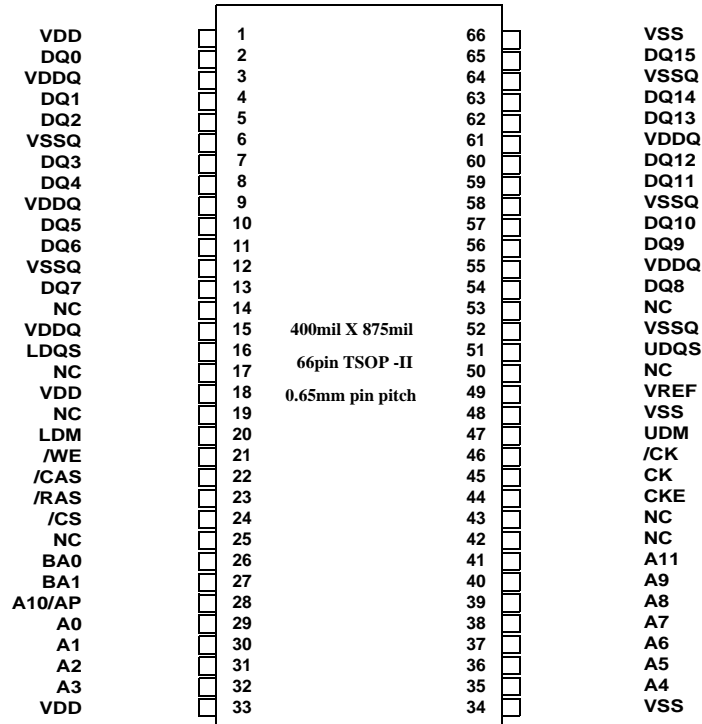 VDD 1 66 VSS
DQ0 2 65 DQ15
VDDQ 3 64 VSSQ
DQ1 4 63 DQ14
DQ2 5 62 DQ13
VSSQ 6 61 VDDQ
DQ3 7 60 DQ12
DQ4 8 59 DQ11
VDDQ 9 58 VSSQ
DQ5 10 57 DQ10
DQ6 11 56 DQ9
VSSQ 12 55 VDDQ
DQ7 13 54 DQ8
NC 14 53 NC
VDDQ 15 400mil X 875mil 52 VSSQ
LDQS 16 66pin TSOP -II 51 UDQS
NC 17 50 NC
VDD 18 0.65mm pin pitch 49 VREF
NC 19 48 VSS
LDM 20 47 UDM
/WE 21 46 /CK
/CAS 22 45 CK
/RAS 23 44 CKE
/CS 24 43 NC
NC 25 42 NC
BA0 26 41 A11
BA1 27 40 A9
A10/AP 28 39 A8
A0 29 38 A7
A1 30 37 A6
A2 31 36 A5
A3 32 35 A4
VDD 33 34 VSS